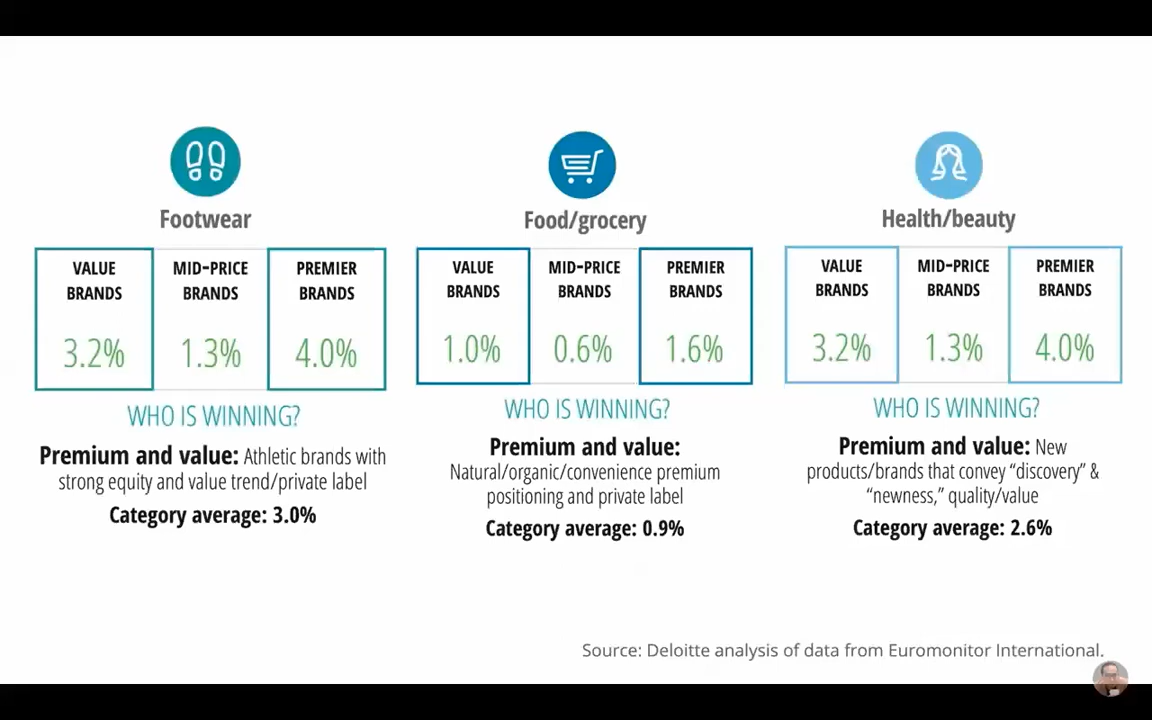 Footwear
VALUE BRANDS
3.2%
MID-PRICE BRANDS
1.3%
PREMIER BRANDS
4.0%
WHO IS WINNING?
Premium and value: Athletic brands with
strong equity and value trend/private label
Category average: 3.0%
Food/grocery
VALUE BRANDS
1.0%
MID-PRICE BRANDS
0.6%
PREMIER BRANDS
1.6%
WHO IS WINNING?
Premium and value:
Natural/organic/convenience premium
positioning and private label
Category average: 0.9%
Health/beauty
VALUE BRANDS
3.2%
MID-PRICE BRANDS
1.3%
PREMIER BRANDS
4.0%
WHO IS WINNING?
Premium and value: New
products/brands that convey “discovery” &
“newness,” quality/value
Category average: 2.6%
Source: Deloitte analysis of data from Euromonitor International.